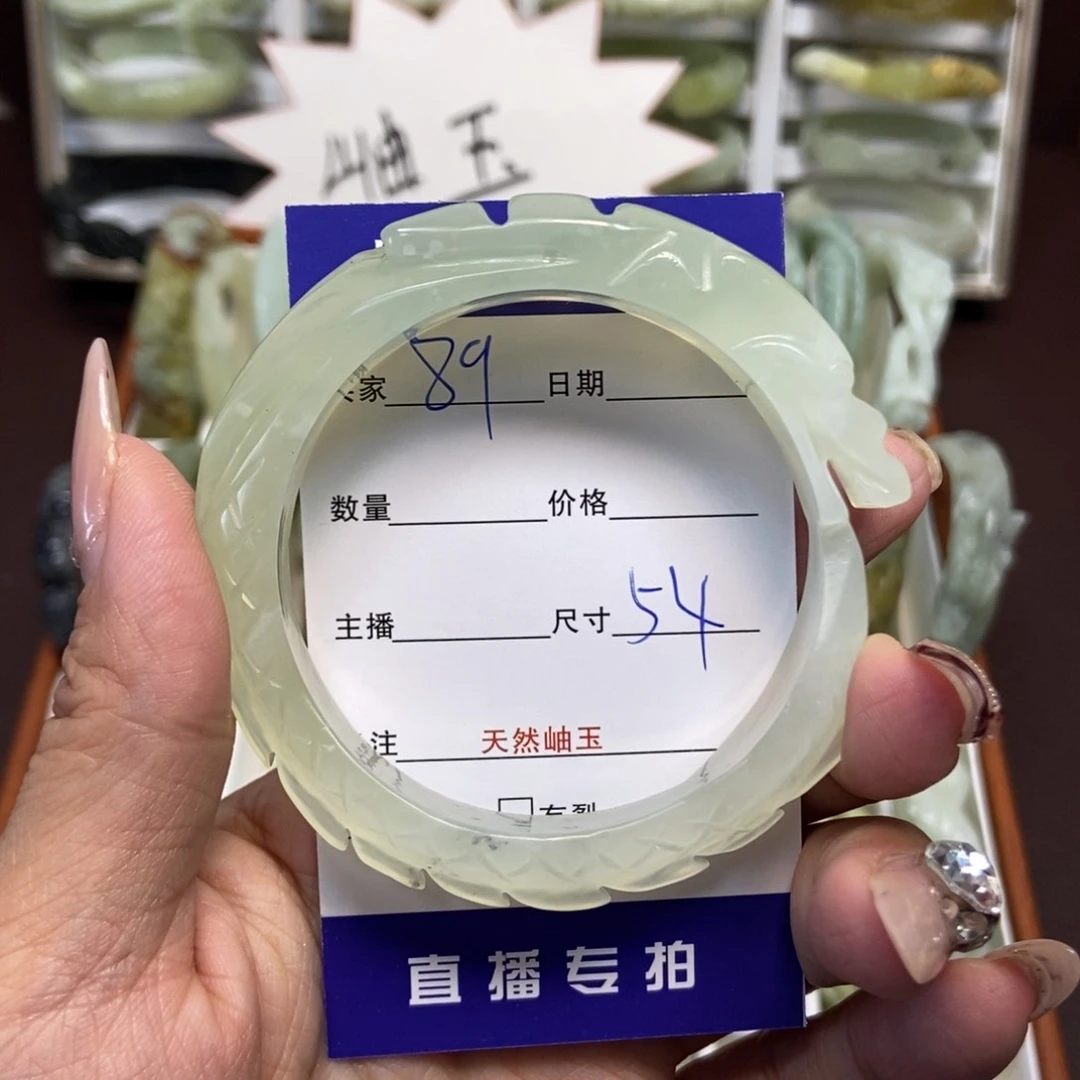 岫玉
家 89 日期
数量 价格
主播 尺寸 54
注 天然岫玉
直播专拍